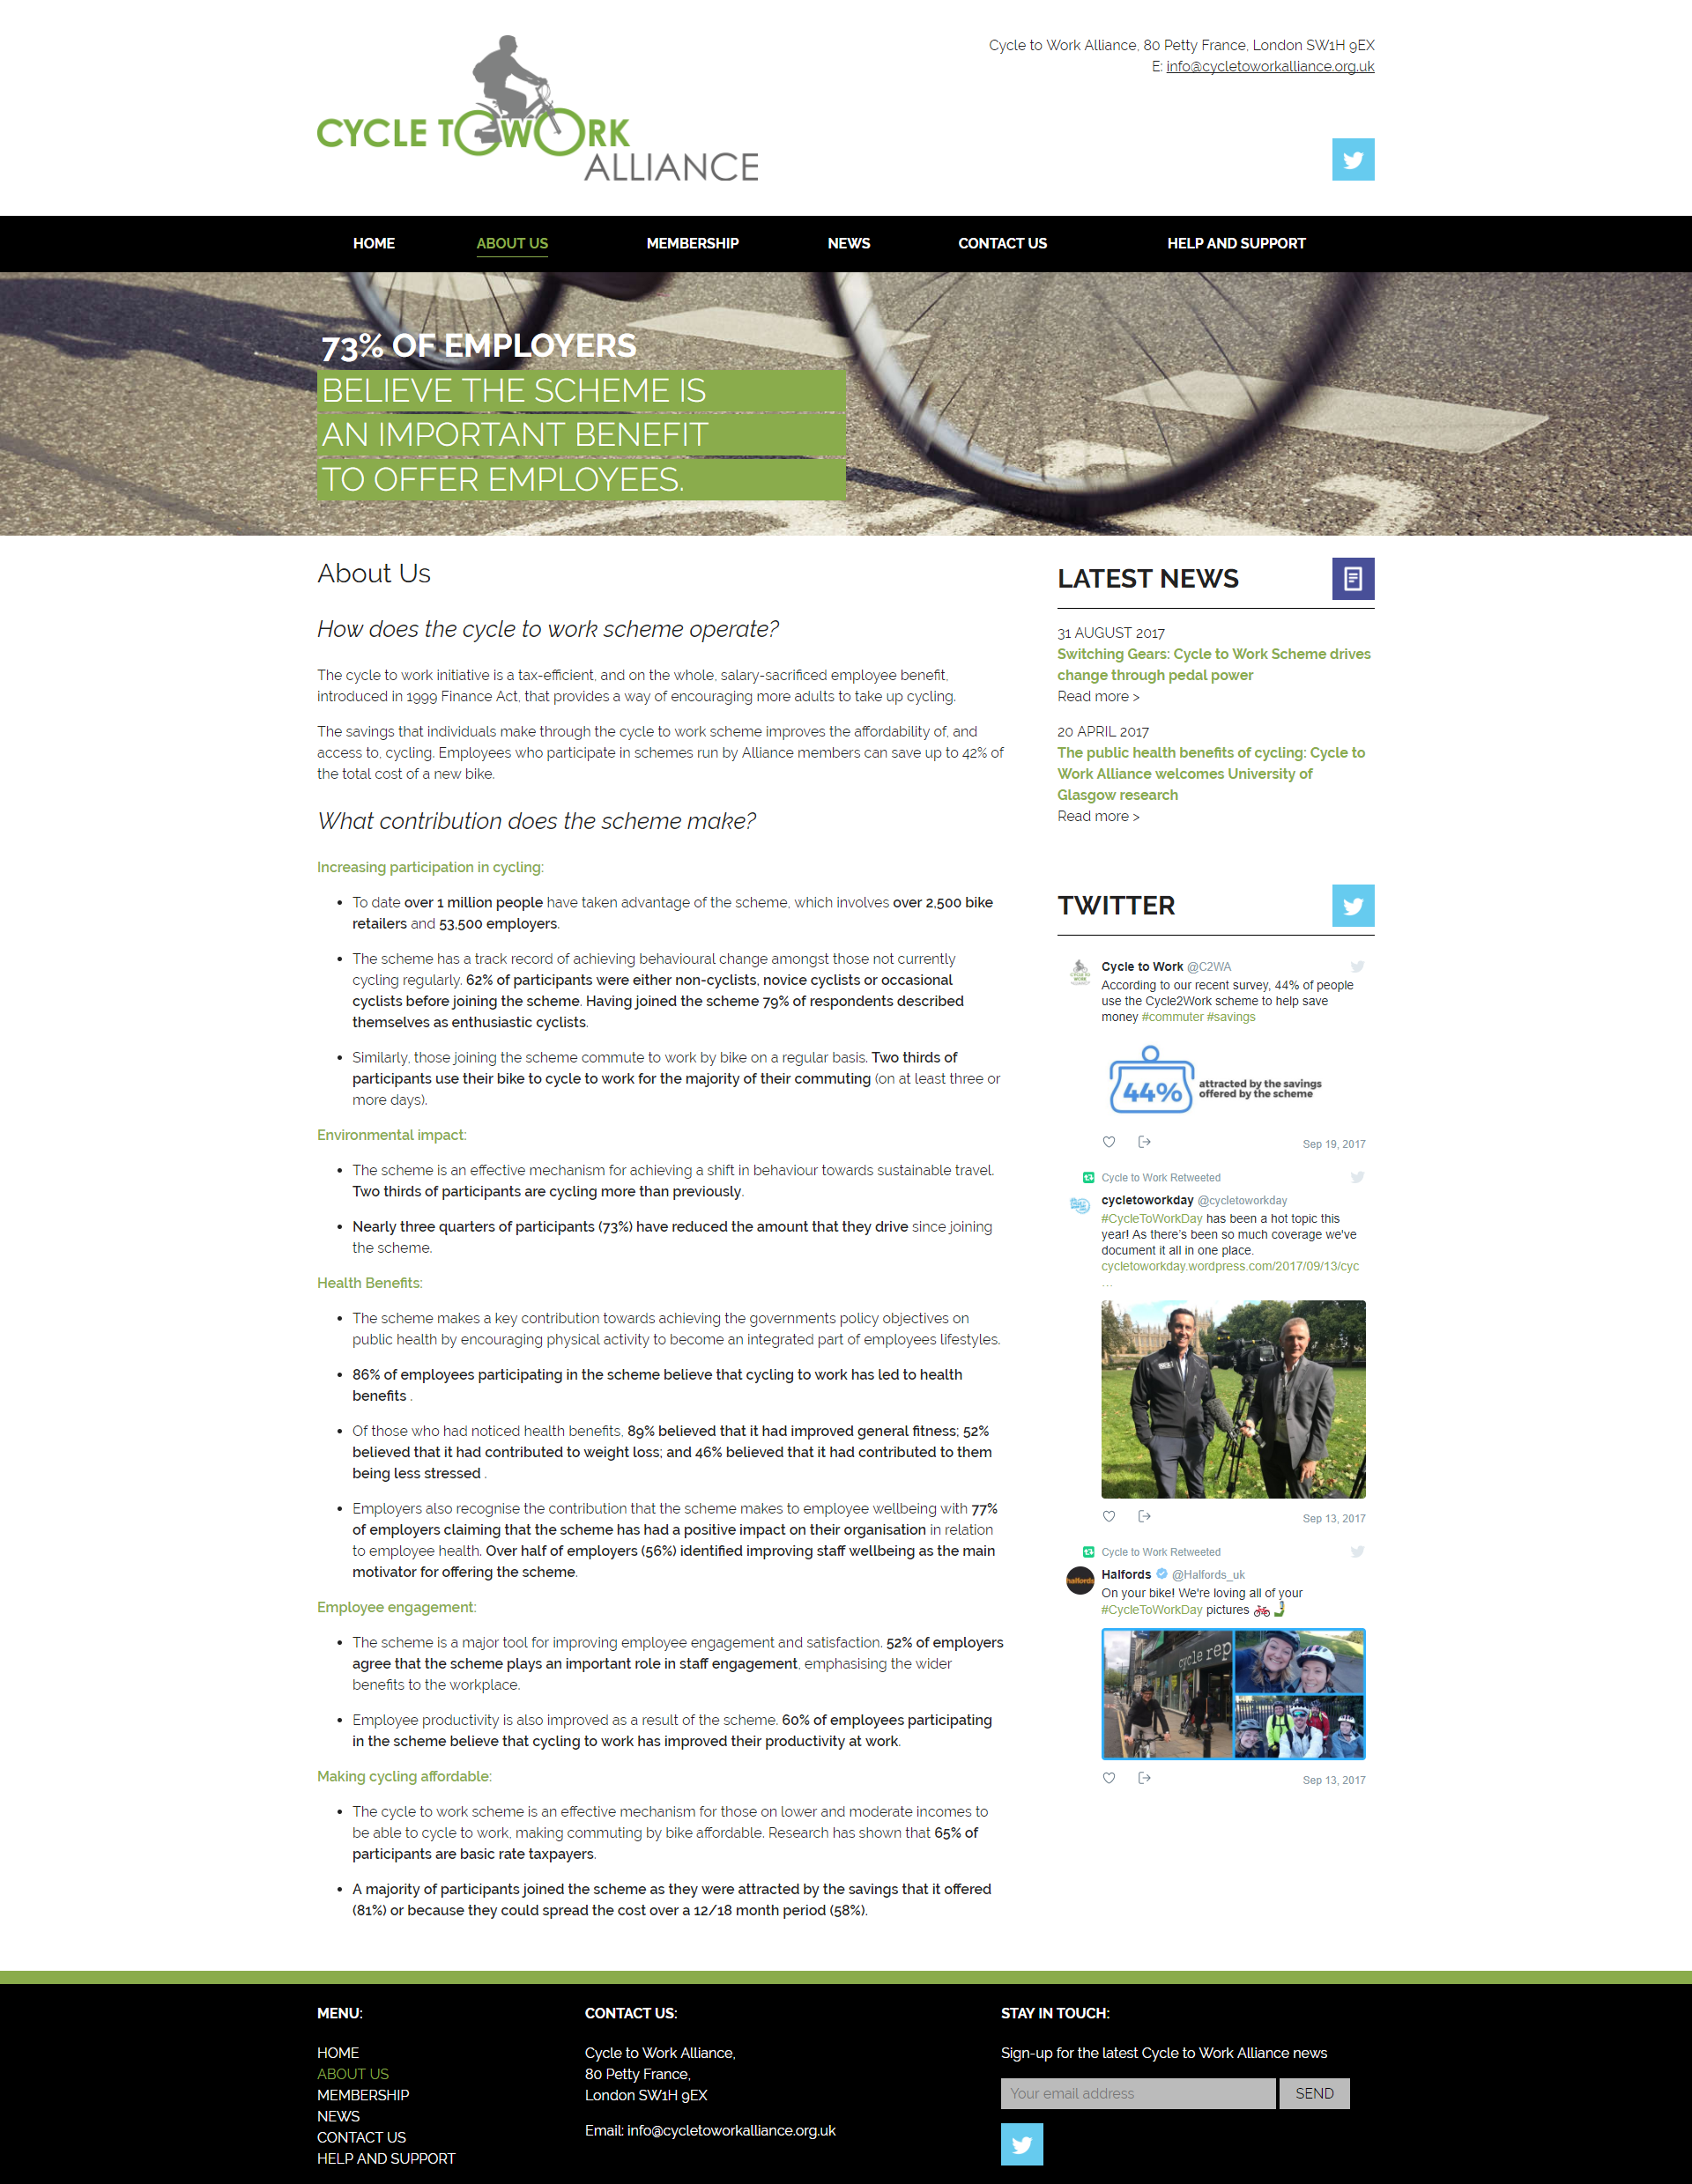 CYCLE TO WORK
ALLIANCE
Cycle to Work Alliance, 80 Petty France, London SW1H 9EX
E: info@cycletoworkalliance.org.uk
HOME
ABOUT US
MEMBERSHIP
NEWS
CONTACT US
HELP AND SUPPORT
73% OF EMPLOYERS
BELIEVE THE SCHEME IS
AN IMPORTANT BENEFIT
TO OFFER EMPLOYEES.
About Us
How does the cycle to work scheme operate?
The cycle to work initiative is a tax-efficient, and on the whole, salary-sacrificed employee benefit,
introduced in 1999 Finance Act, that provides a way of encouraging more adults to take up cycling.
The savings that individuals make through the cycle to work scheme improves the affordability of, and
access to, cycling. Employees who participate in schemes run by Alliance members can save up to 42% of
the total cost of a new bike.
What contribution does the scheme make?
Increasing participation in cycling:
• To date over 1 million people have taken advantage of the scheme, which involves over 2,500 bike
retailers and 53,500 employers.
• The scheme has a track record of achieving behavioural change amongst those not currently
cycling regularly. 62% of participants were either non-cyclists, novice cyclists or occasional
cyclists before joining the scheme. Having joined the scheme 79% of respondents described
themselves as enthusiastic cyclists.
• Similarly, those joining the scheme commute to work by bike on a regular basis. Two thirds of
participants use their bike to cycle to work for the majority of their commuting (on at least three or
more days).
Environmental impact:
• The scheme is an effective mechanism for achieving a shift in behaviour towards sustainable travel.
Two thirds of participants are cycling more than previously.
• Nearly three quarters of participants (73%) have reduced the amount that they drive since joining
the scheme.
Health Benefits:
• The scheme makes a key contribution towards achieving the governments policy objectives on
public health by encouraging physical activity to become an integrated part of employees lifestyles.
• 86% of employees participating in the scheme believe that cycling to work has led to health
benefits .
• Of those who had noticed health benefits, 89% believed that it had improved general fitness; 52%
believed that it had contributed to weight loss; and 46% believed that it had contributed to them
being less stressed .
• Employers also recognise the contribution that the scheme makes to employee wellbeing with 77%
of employers claiming that the scheme has had a positive impact on their organisation in relation
to employee health. Over half of employers (56%) identified improving staff wellbeing as the main
motivator for offering the scheme.
Employee engagement:
• The scheme is a major tool for improving employee engagement and satisfaction. 52% of employers
agree that the scheme plays an important role in staff engagement, emphasising the wider
benefits to the workplace.
• Employee productivity is also improved as a result of the scheme. 60% of employees participating
in the scheme believe that cycling to work has improved their productivity at work.
Making cycling affordable:
• The cycle to work scheme is an effective mechanism for those on lower and moderate incomes to
be able to cycle to work, making commuting by bike affordable. Research has shown that 65% of
participants are basic rate taxpayers.
• A majority of participants joined the scheme as they were attracted by the savings that it offered
(81%) or because they could spread the cost over a 12/18 month period (58%).
LATEST NEWS
31 AUGUST 2017
Switching Gears: Cycle to Work Scheme drives
change through pedal power
Read more >
20 APRIL 2017
The public health benefits of cycling: Cycle to
Work Alliance welcomes University of
Glasgow research
Read more >
TWITTER
Cycle to Work @C2WA
According to our recent survey, 44% of people
use the Cycle2Work scheme to help save
money #commuter #savings
44%
attracted by the savings
offered by the scheme
Sep 19, 2017
Cycle to Work Retweeted
cycletoworkday @cycletoworkday
#CycleToWorkDay has been a hot topic this
year! As there's been so much coverage we've
document it all in one place.
cycletoworkday.wordpress.com/2017/09/13/cyc
…
Sep 13, 2017
Cycle to Work Retweeted
halfords
Halfords @Halfords_uk
On your bike! We're loving all of your
#CycleToWorkDay pictures
cycle rep
Sep 13, 2017
MENU:
HOME
ABOUT US
MEMBERSHIP
NEWS
CONTACT US
HELP AND SUPPORT
CONTACT US:
Cycle to Work Alliance,
80 Petty France,
London SW1H 9EX
Email: info@cycletoworkalliance.org.uk
STAY IN TOUCH:
Sign-up for the latest Cycle to Work Alliance news
Your email address
SEND